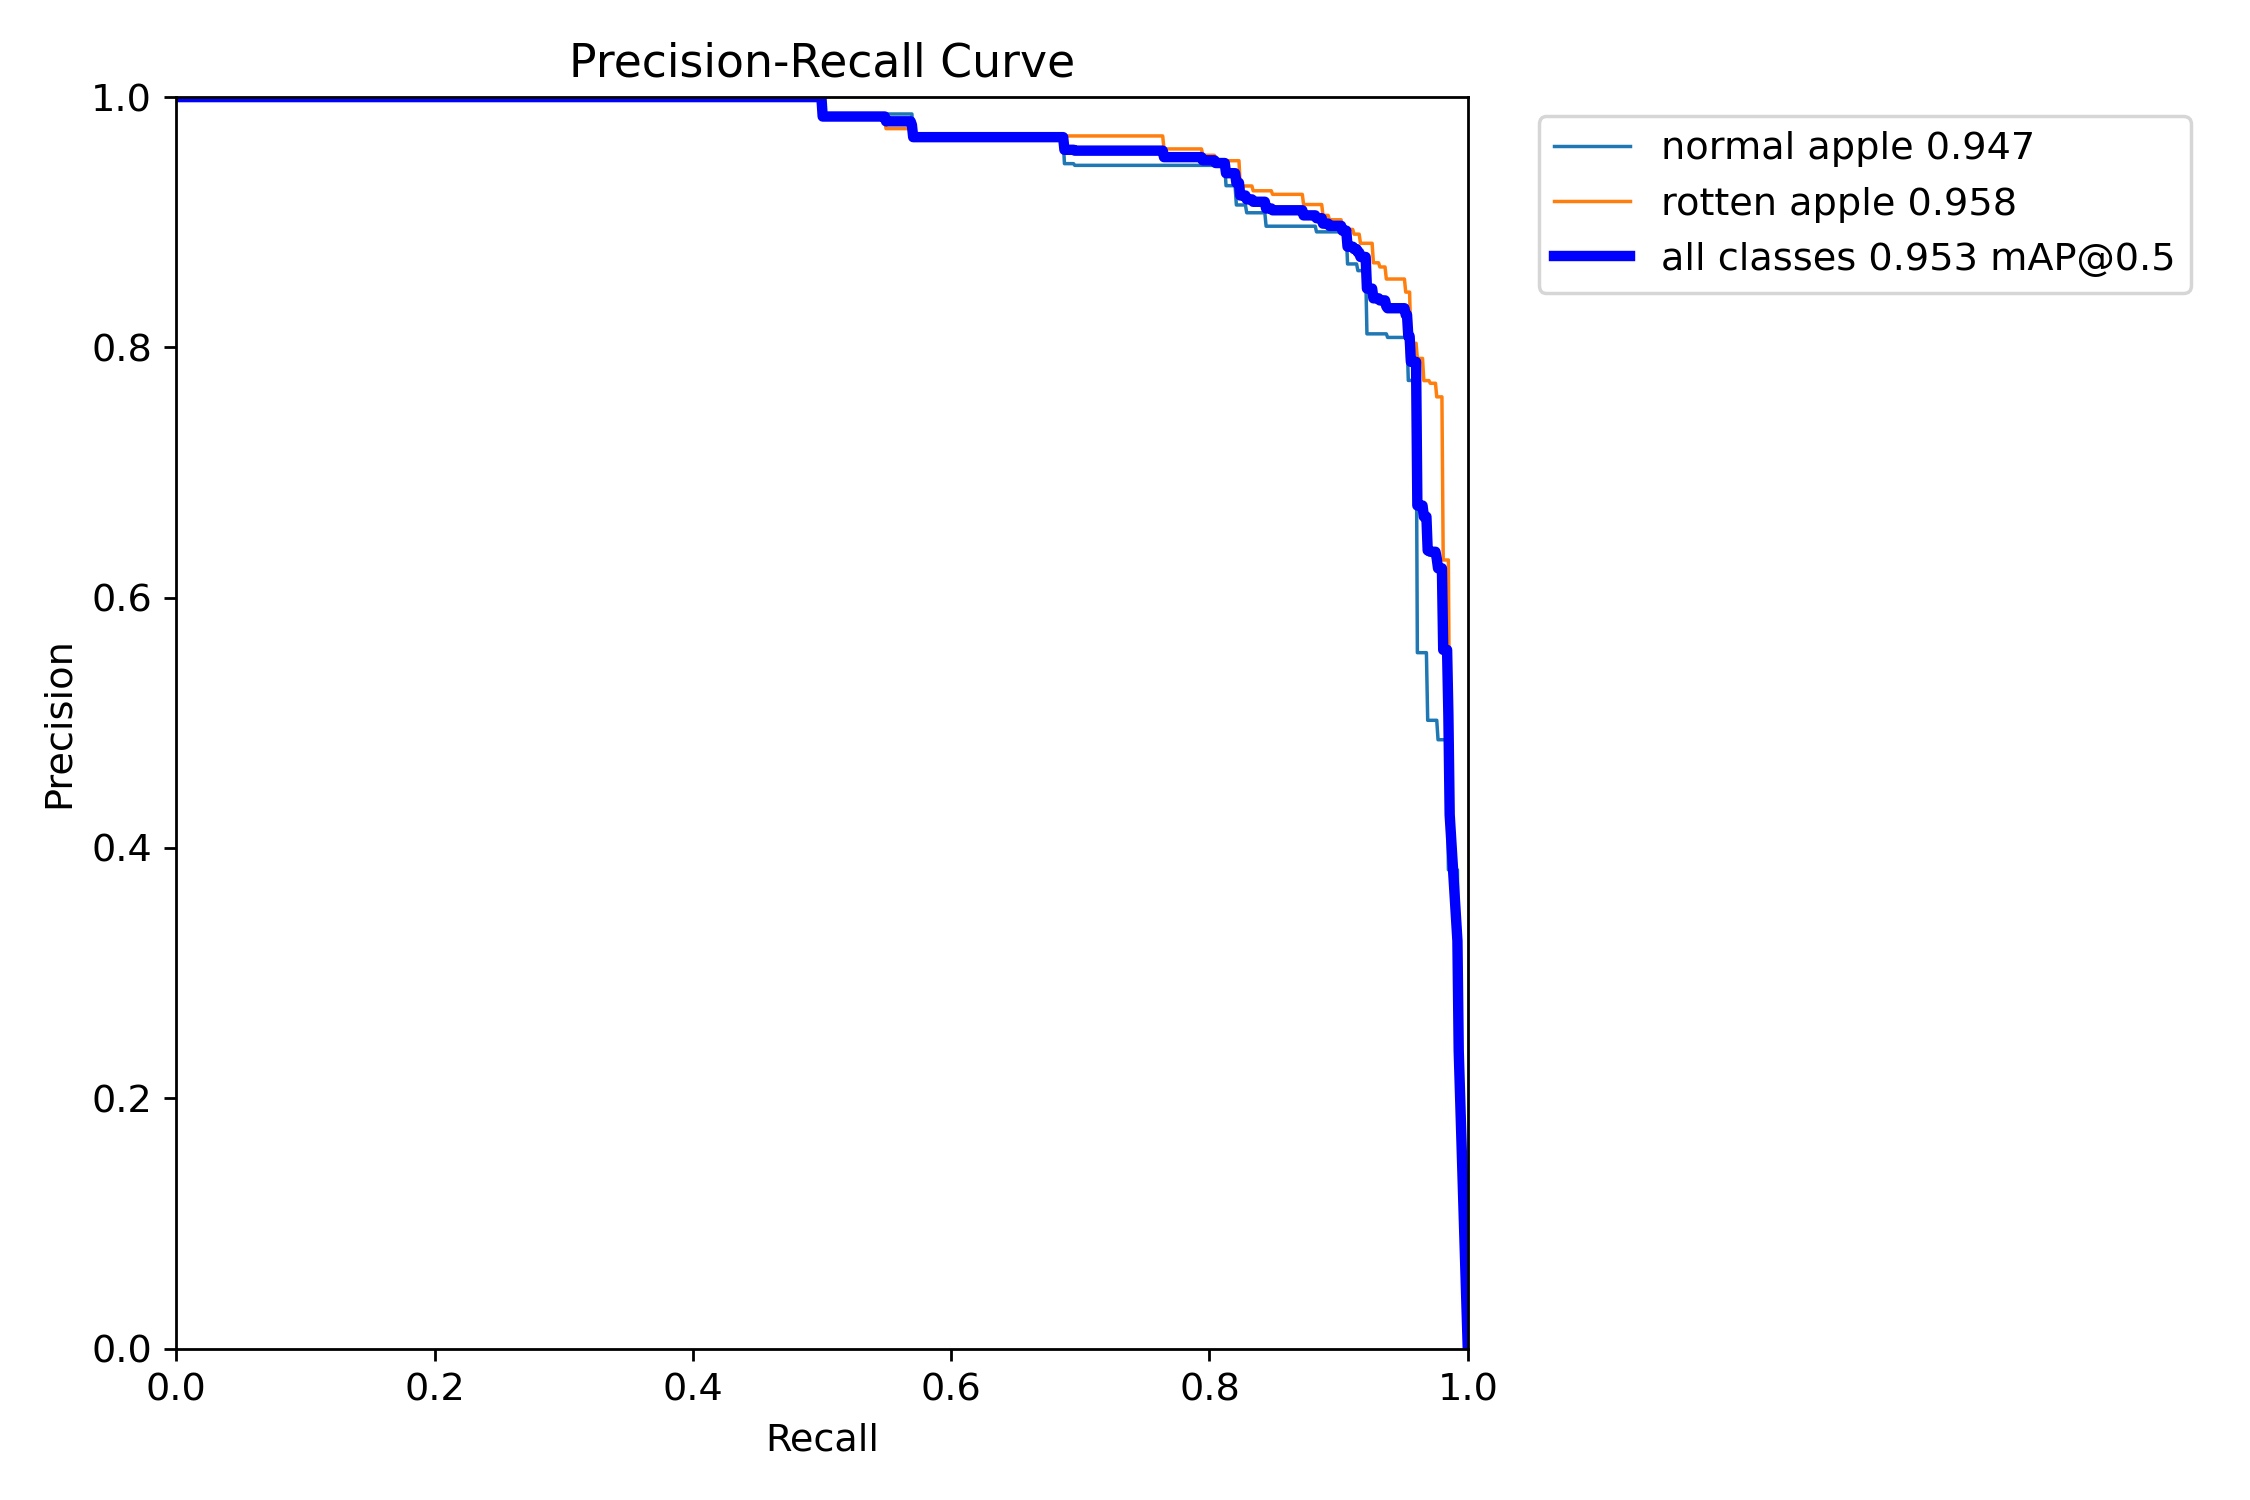 Precision-Recall Curve
1.0
0.8
0.6
0.4
0.2
0.0
Precision
0.0 0.2 0.4 0.6 0.8 1.0
Recall
normal apple 0.947
rotten apple 0.958
all classes 0.953 mAP@0.5